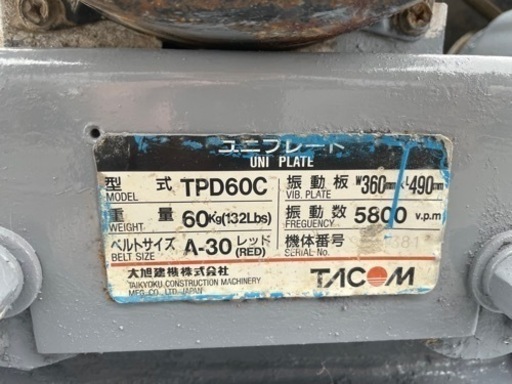 ユニプレート
UNI PLATE
型式 TPD60C 振動板 W360mm×L490mm
MODEL VIB. PLATE
重量 60Kg(132Lbs) 振動数 5800 v.p.m
WEIGHT FREGUENCY
ベルトサイズ A-30 レッド 機体番号
BELT SIZE (RED) SERIAL-No.
大旭建機株式会社
TAIKYOKU CONSTRUCTION MACHINERY
MFG. CO., LTD. JAPAN
TACOM